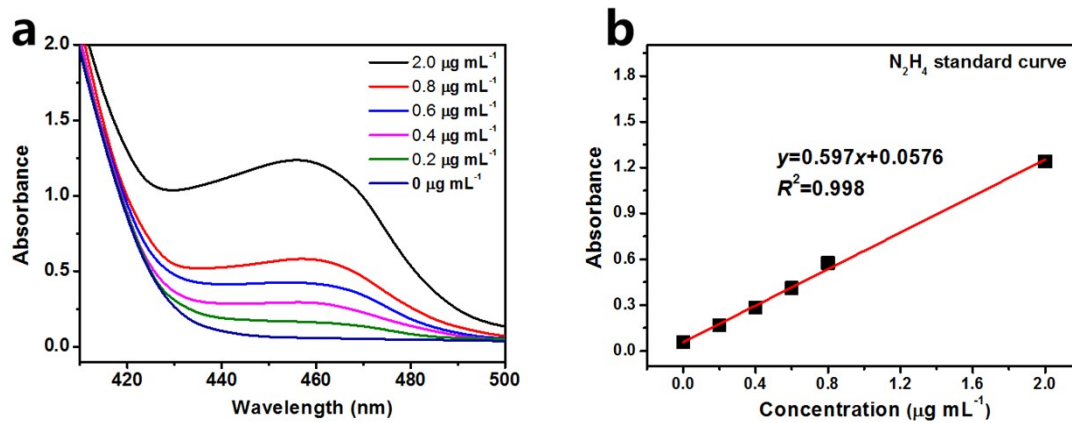 a
2.0
1.5
1.0
0.5
0.0
Absorbance
2.0 μg mL⁻¹
0.8 μg mL⁻¹
0.6 μg mL⁻¹
0.4 μg mL⁻¹
0.2 μg mL⁻¹
0 μg mL⁻¹
420 440 460 480 500
Wavelength (nm)
b
1.8
1.5
1.2
0.9
0.6
0.3
0.0
Absorbance
N₂H₄ standard curve
y=0.597x+0.0576
R²=0.998
0.0 0.4 0.8 1.2 1.6 2.0
Concentration (μg mL⁻¹)